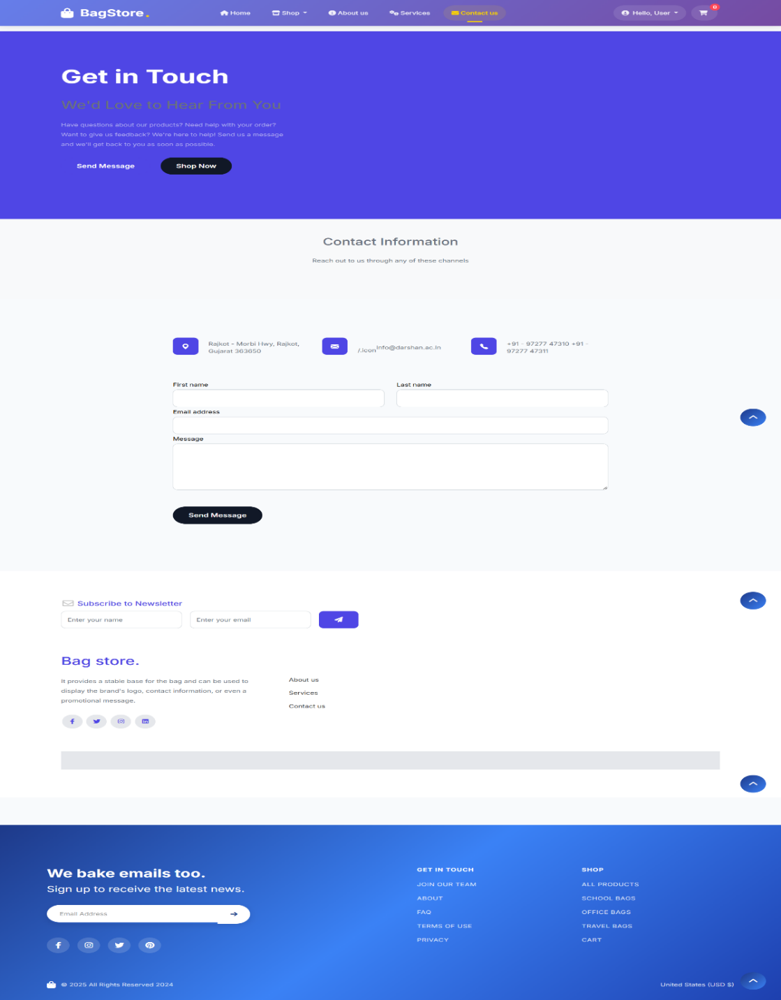 BagStore.
Home
Shop
About us
Services
Contact us
Hello, User
0
Get in Touch
We'd Love to Hear From You
Have questions about our products? Need help with your order?
Want to give us feedback? We're here to help! Send us a message
and we'll get back to you as soon as possible.
Send Message
Shop Now
Contact Information
Reach out to us through any of these channels
Rajkot - Morbi Hwy, Rajkot,
Gujarat 363650
/.icon
info@darshan.ac.in
+91 - 97277 47310 +91 -
97277 47311
First name
Last name
Email address
Message
Send Message
Subscribe to Newsletter
Enter your name
Enter your email
Bag store.
It provides a stable base for the bag and can be used to
display the brand's logo, contact information, or even a
promotional message.
About us
Services
Contact us
We bake emails too.
Sign up to receive the latest news.
Email Address
GET IN TOUCH
JOIN OUR TEAM
ABOUT
FAQ
TERMS OF USE
PRIVACY
SHOP
ALL PRODUCTS
SCHOOL BAGS
OFFICE BAGS
TRAVEL BAGS
CART
© 2025 All Rights Reserved 2024
United States (USD $)